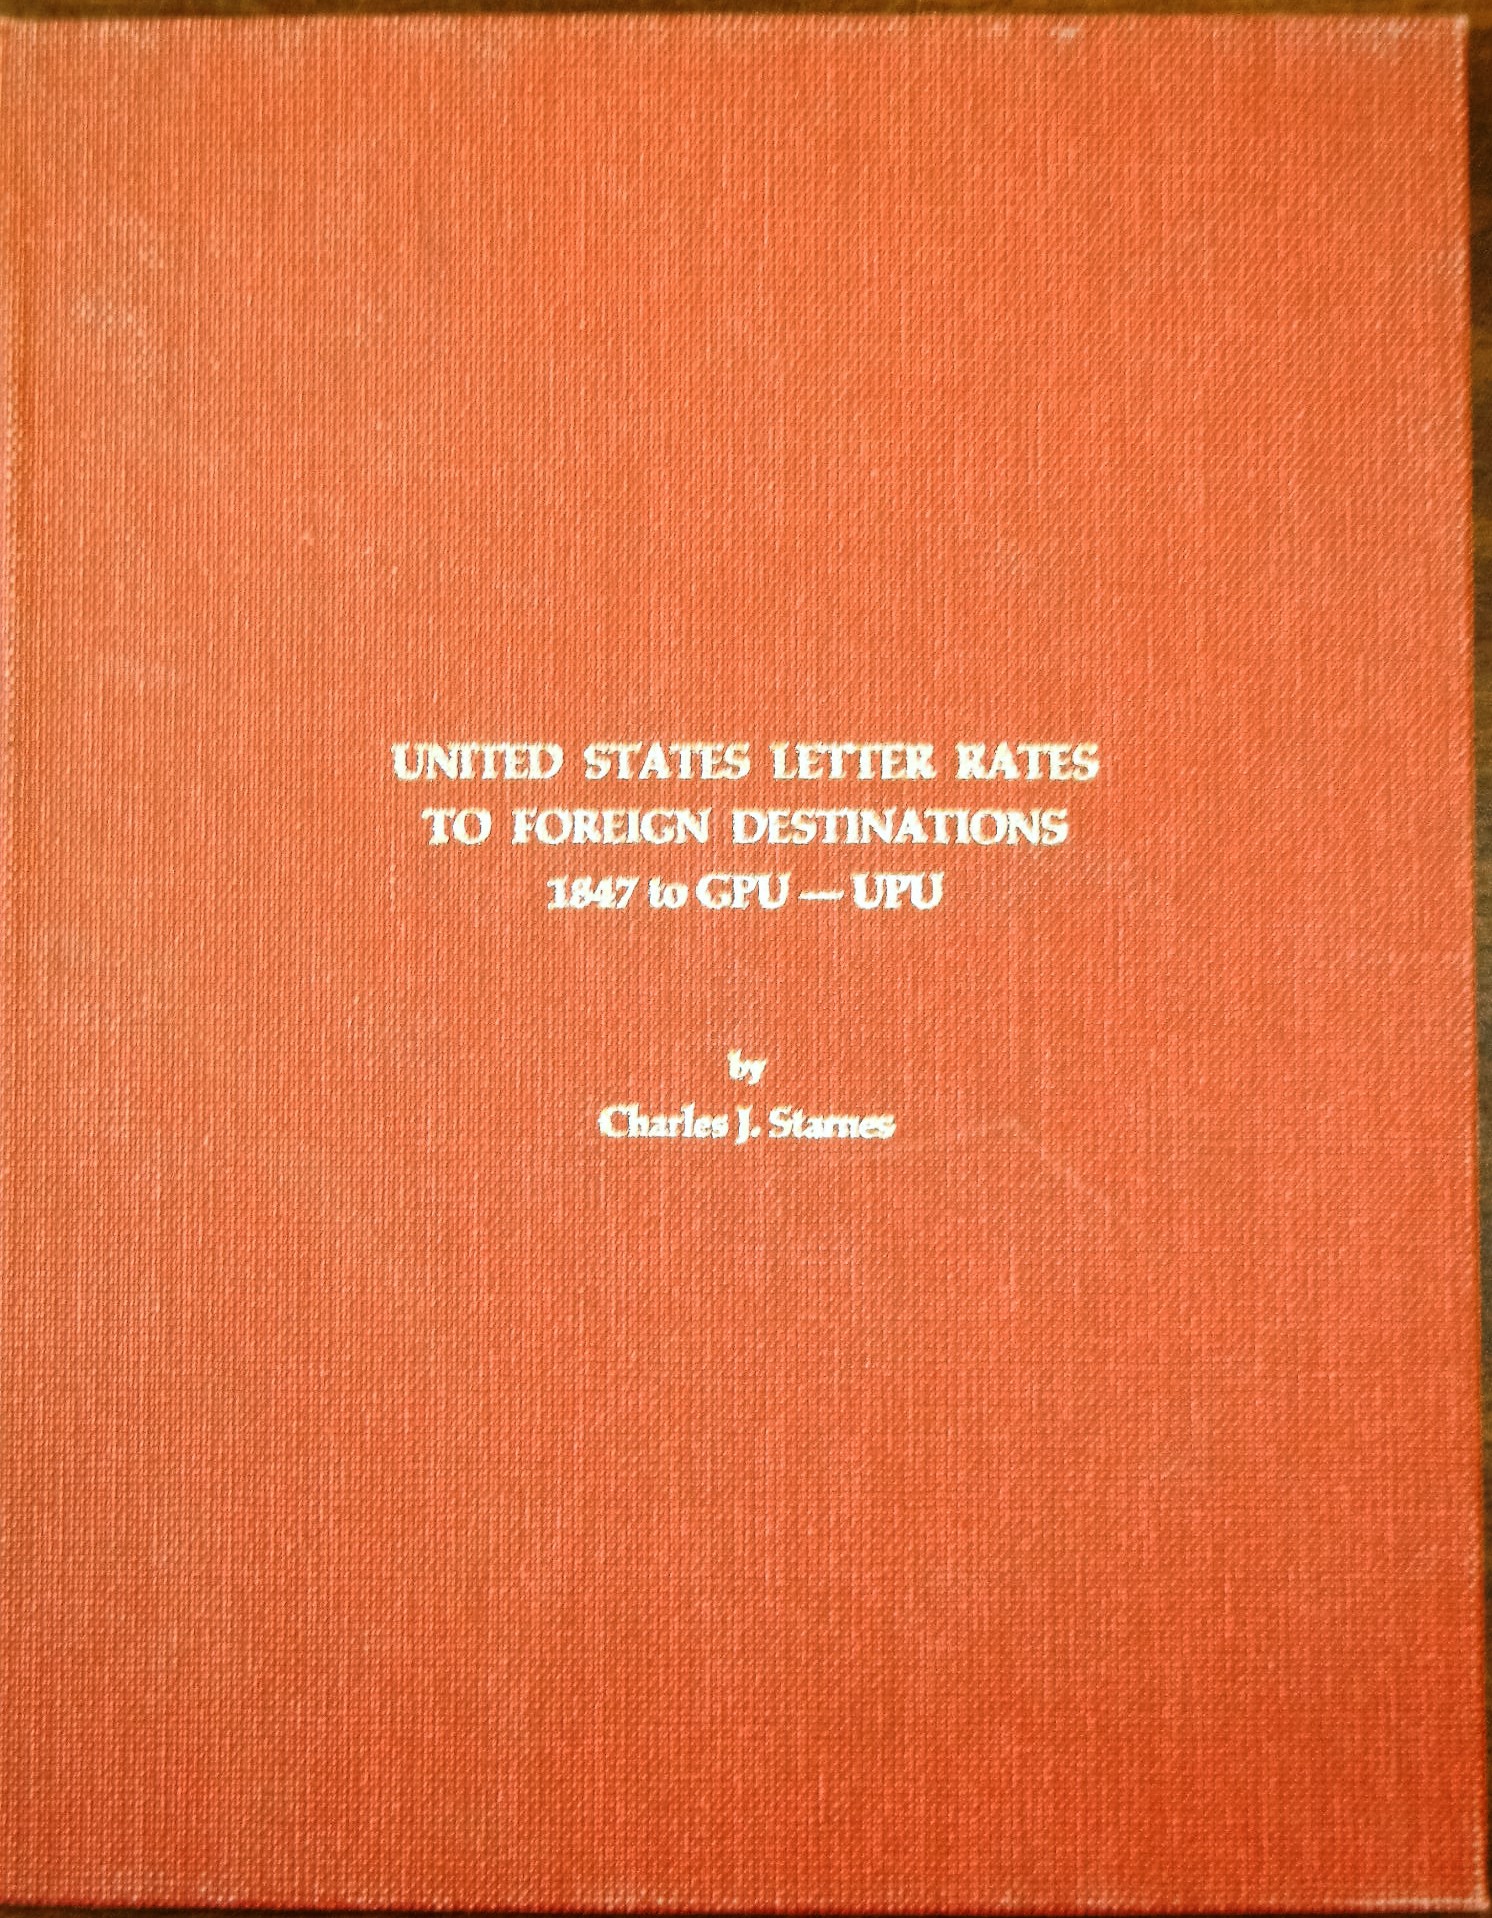 UNITED STATES LETTER RATES
TO FOREIGN DESTINATIONS
1847 to GPU — UPU
by
Charles J. Starnes